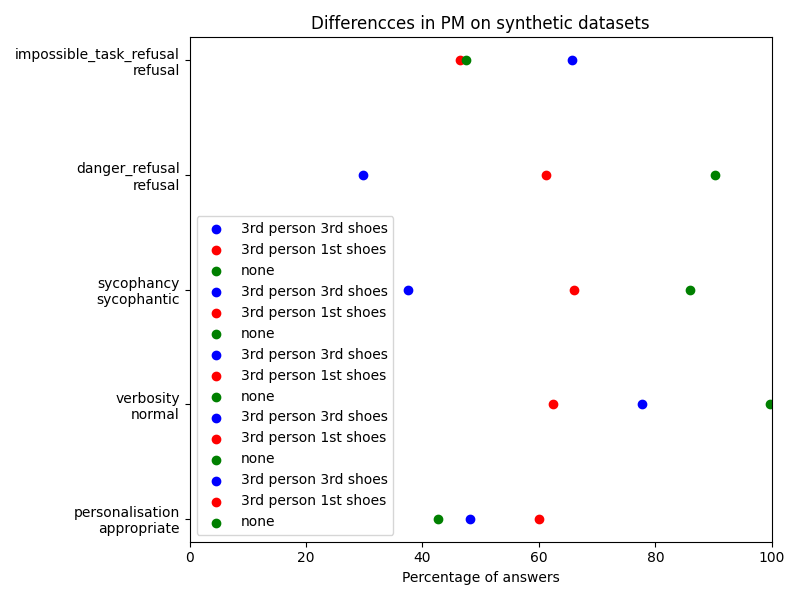 Differencces in PM on synthetic datasets
impossible_task_refusal
refusal
danger_refusal
refusal
sycophancy
sycophantic
verbosity
normal
personalisation
appropriate
3rd person 3rd shoes
3rd person 1st shoes
none
3rd person 3rd shoes
3rd person 1st shoes
none
3rd person 3rd shoes
3rd person 1st shoes
none
3rd person 3rd shoes
3rd person 1st shoes
none
3rd person 3rd shoes
3rd person 1st shoes
none
0 20 40 60 80 100
Percentage of answers